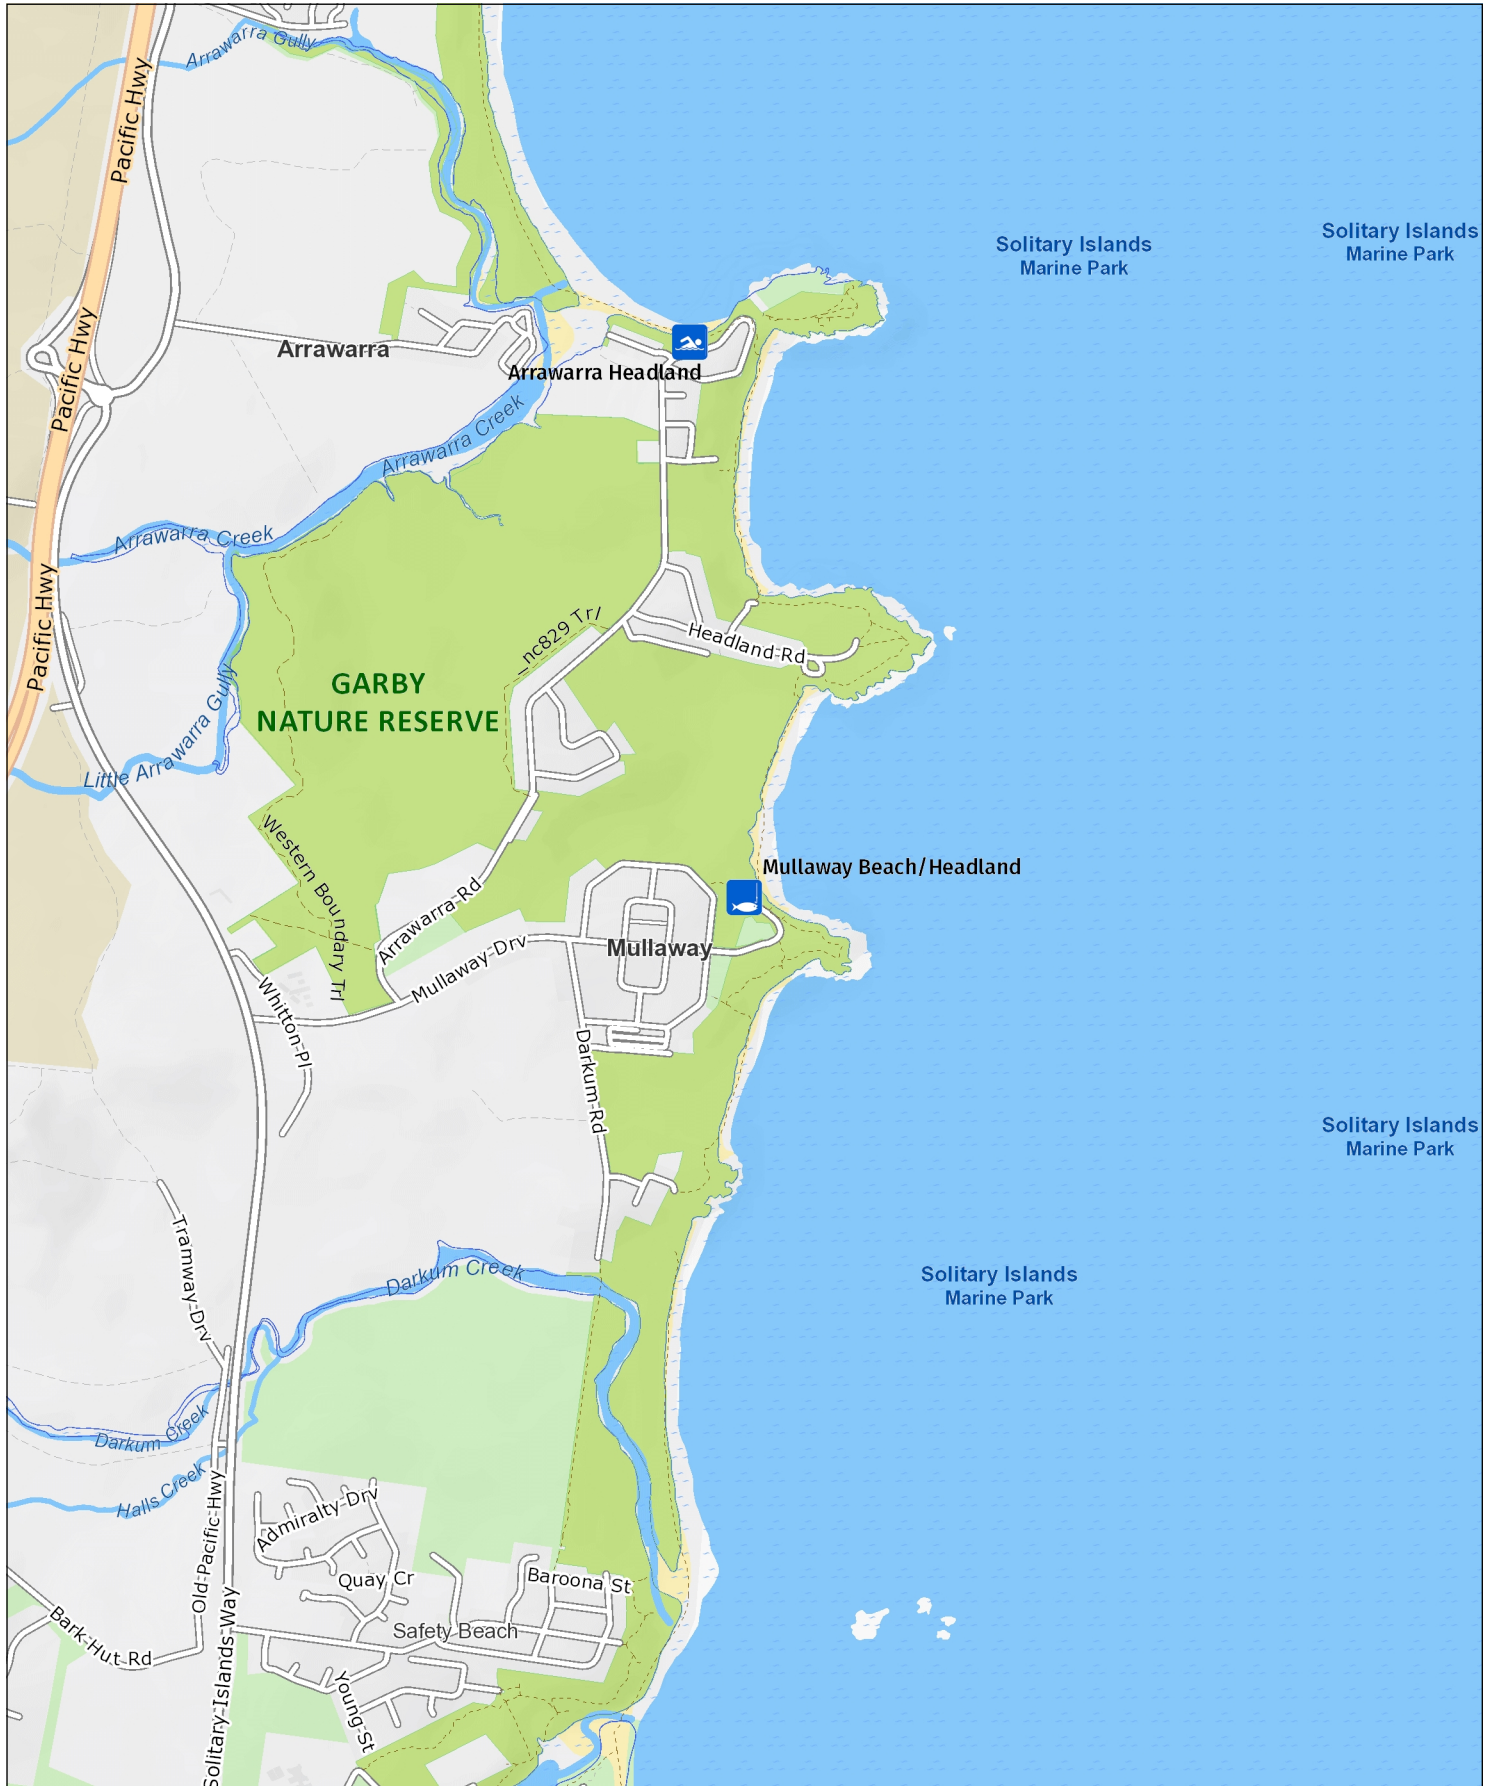 Arrawarra Gully
Pacific Hwy
Solitary Islands
Marine Park
Solitary Islands
Marine Park
Pacific Hwy
Arrawarra
Arrawarra Headland
Arrawarra Creek
Arrawarra Creek
Pacific Hwy
_nc829 Trl
Headland-Rd
GARBY
NATURE RESERVE
Little Arrawarra Gully
Western Boundary Trl
Mullaway Beach/Headland
Arrawarra-Rd
Mullaway-Drv
Mullaway
Whitton-Pl
Darkum-Rd
Solitary Islands
Marine Park
Tramway-Drv
Darkum Creek
Solitary Islands
Marine Park
Darkum Creek
Halls Creek
Old-Pacific-Hwy
Admiralty-Drv
Quay Cr
Baroona St
Safety Beach
Bark-Hut Rd
Solitary-Islands-Way
Young-St